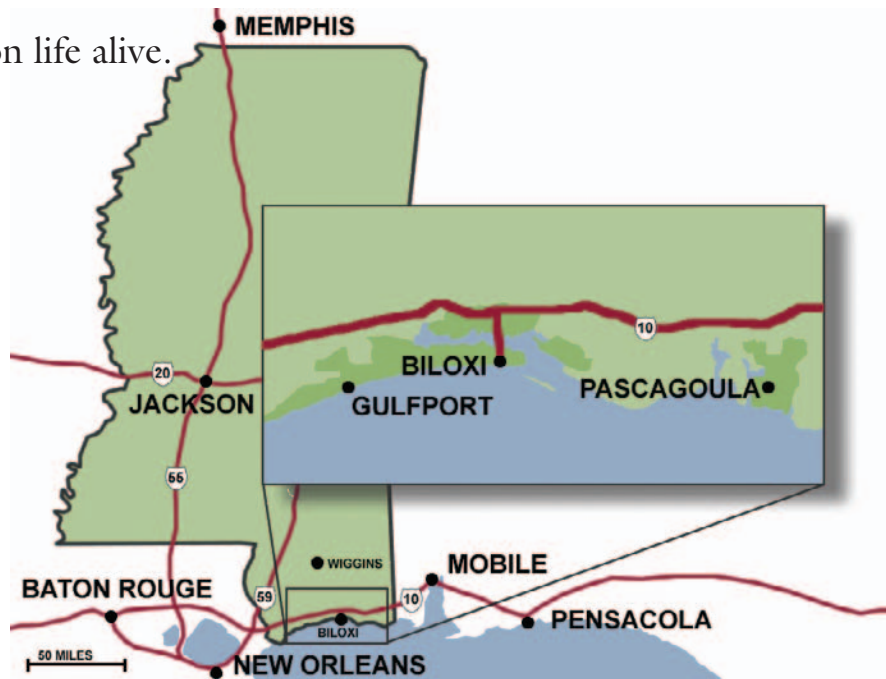 MEMPHIS
on life alive.
10
BILOXI
PASCAGOULA
GULFPORT
20
JACKSON
55
WIGGINS
MOBILE
BATON ROUGE
59
10
BILOXI
PENSACOLA
50 MILES
NEW ORLEANS